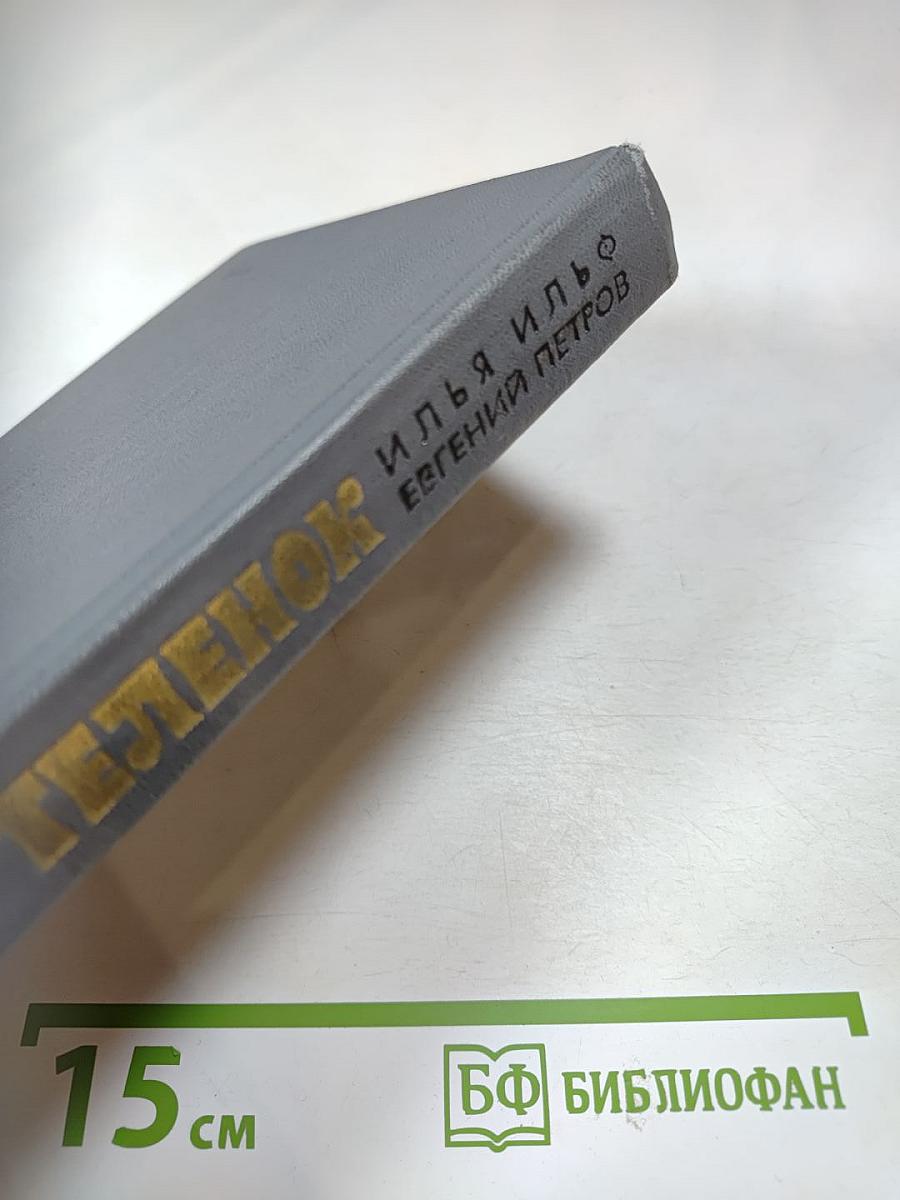 ТЕЛЕНОК
ИЛЬЯ ИЛЬФ
ЕВГЕНИЙ ПЕТРОВ
15 см
БФ БИБЛИОФАН